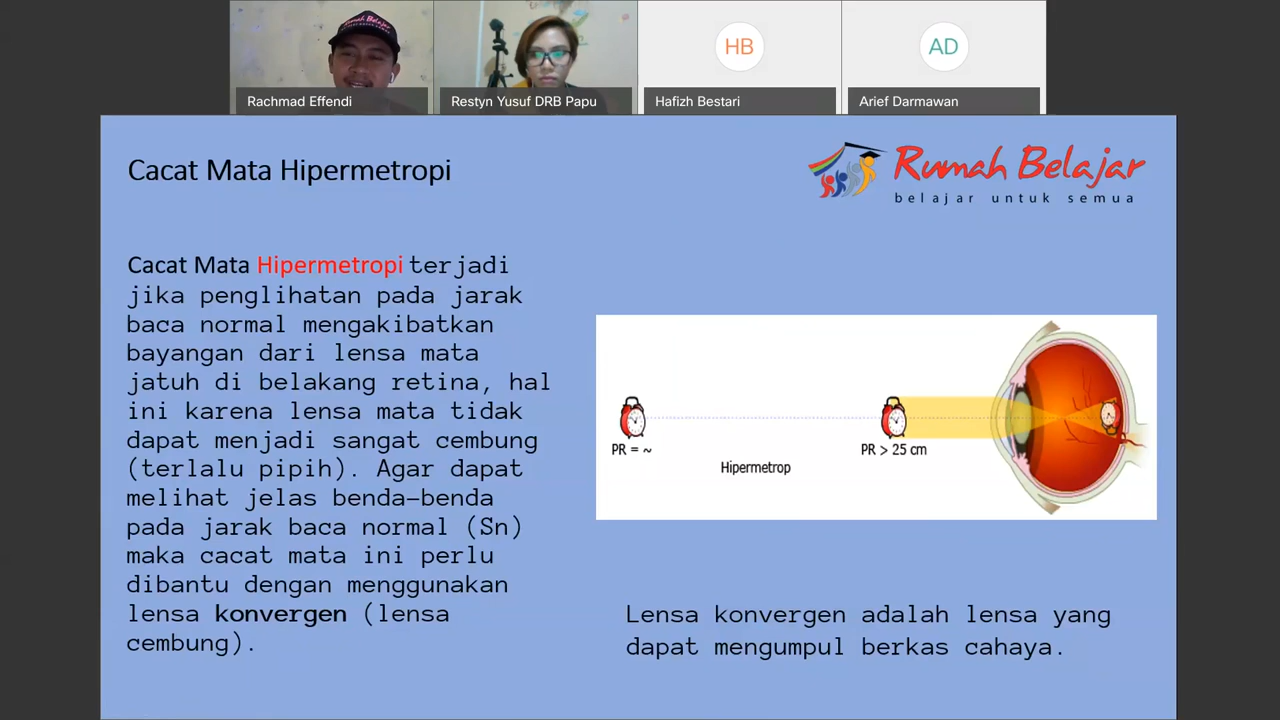 HB
AD
Rachmad Effendi
Restyn Yusuf DRB Papu
Hafizh Bestari
Arief Darmawan
Cacat Mata Hipermetropi
Rumah Belajar
belajar untuk semua
Cacat Mata Hipermetropi terjadi
jika penglihatan pada jarak
baca normal mengakibatkan
bayangan dari lensa mata
jatuh di belakang retina, hal
ini karena lensa mata tidak
dapat menjadi sangat cembung
(terlalu pipih). Agar dapat
melihat jelas benda-benda
pada jarak baca normal (Sn)
maka cacat mata ini perlu
dibantu dengan menggunakan
lensa konvergen (lensa
cembung).
PR = ~
PR > 25 cm
Hipermetrop
Lensa konvergen adalah lensa yang
dapat mengumpul berkas cahaya.